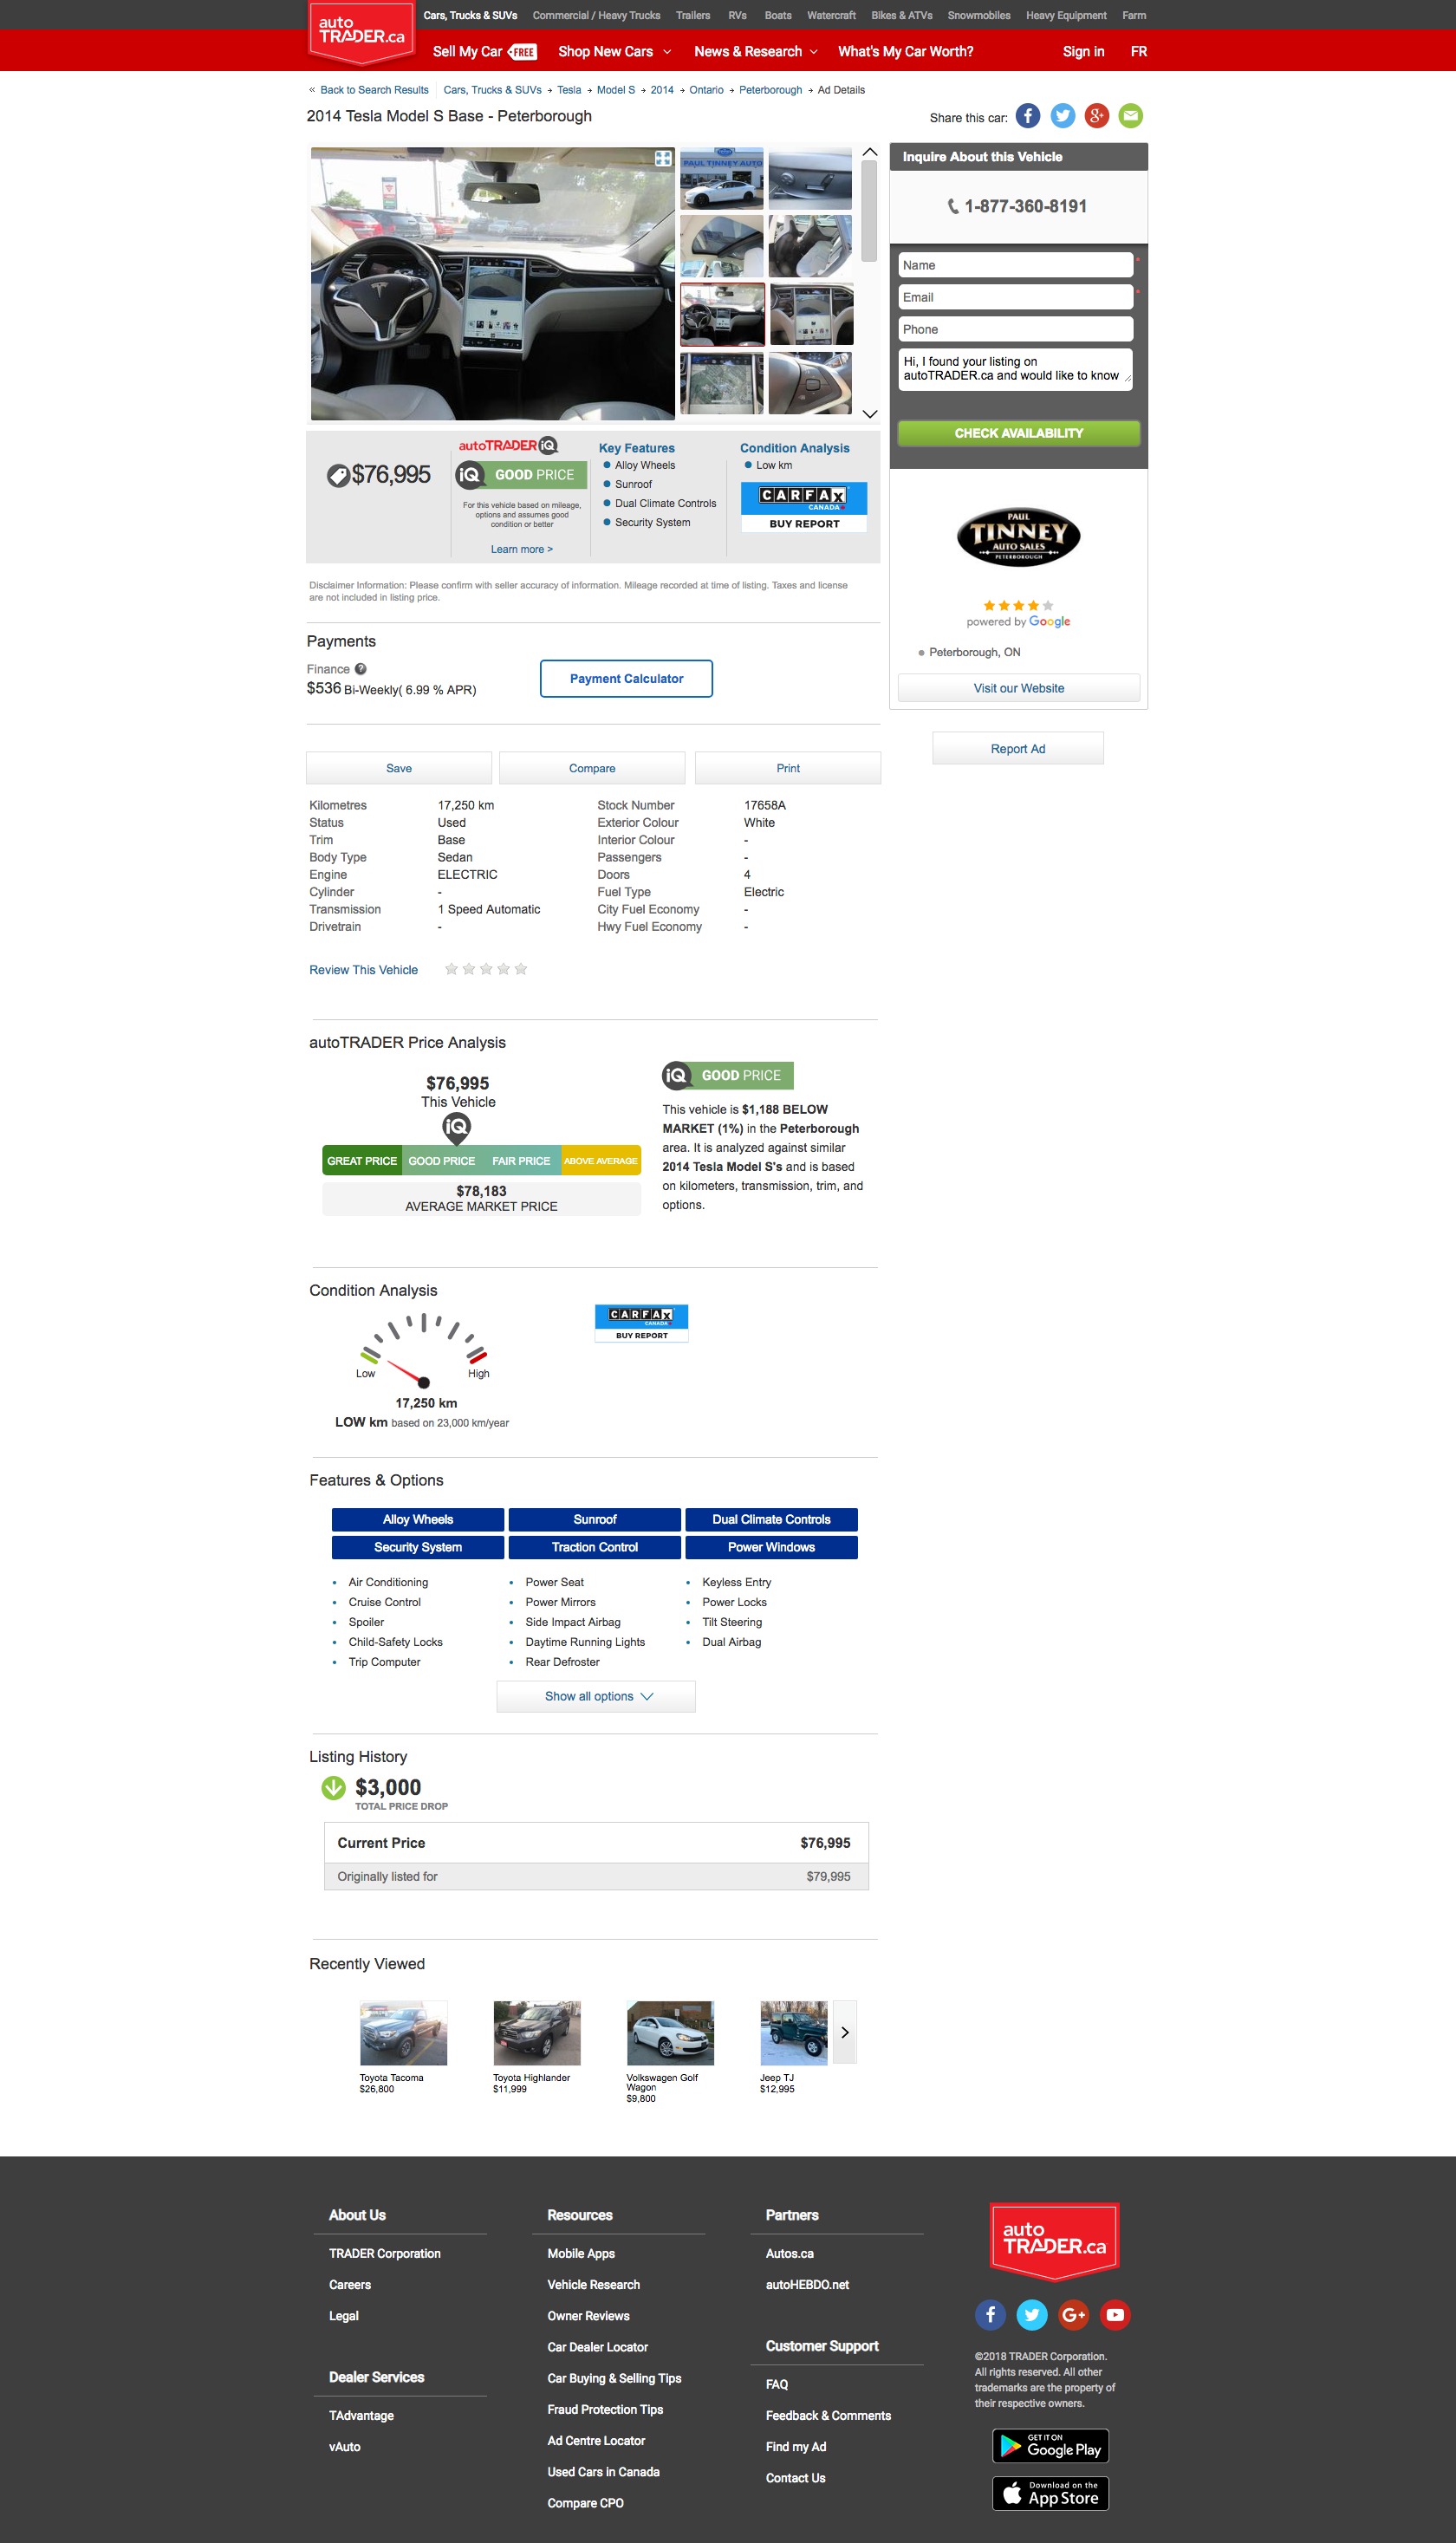 auto
TRADER.ca
Cars, Trucks & SUVs Commercial / Heavy Trucks Trailers RVs Boats Watercraft Bikes & ATVs Snowmobiles Heavy Equipment Farm
Sell My Car FREE Shop New Cars News & Research What's My Car Worth? Sign in FR
« Back to Search Results Cars, Trucks & SUVs Tesla Model S 2014 Ontario Peterborough Ad Details
2014 Tesla Model S Base - Peterborough
Share this car:
PAUL TINNEY AUTO
Inquire About this Vehicle
1-877-360-8191
Name *
Email *
Phone
Hi, I found your listing on
autoTRADER.ca and would like to know
CHECK AVAILABILITY
PAUL
TINNEY
AUTO SALES
PETERBOROUGH
powered by Google
Peterborough, ON
Visit our Website
Report Ad
$76,995
autoTRADER iQ
iQ GOOD PRICE
For this vehicle based on mileage,
options and assumes good
condition or better
Learn more >
Key Features
Alloy Wheels
Sunroof
Dual Climate Controls
Security System
Condition Analysis
Low km
CARFAX
CANADA
BUY REPORT
Disclaimer Information: Please confirm with seller accuracy of information. Mileage recorded at time of listing. Taxes and license
are not included in listing price.
Payments
Finance ?
$536 Bi-Weekly( 6.99 % APR)
Payment Calculator
Save Compare Print
Kilometres 17,250 km Stock Number 17658A
Status Used Exterior Colour White
Trim Base Interior Colour -
Body Type Sedan Passengers -
Engine ELECTRIC Doors 4
Cylinder - Fuel Type Electric
Transmission 1 Speed Automatic City Fuel Economy -
Drivetrain - Hwy Fuel Economy -
Review This Vehicle
autoTRADER Price Analysis
$76,995
This Vehicle
iQ
GREAT PRICE GOOD PRICE FAIR PRICE ABOVE AVERAGE
$78,183
AVERAGE MARKET PRICE
iQ GOOD PRICE
This vehicle is $1,188 BELOW
MARKET (1%) in the Peterborough
area. It is analyzed against similar
2014 Tesla Model S's and is based
on kilometers, transmission, trim, and
options.
Condition Analysis
Low High
17,250 km
LOW km based on 23,000 km/year
CARFAX
CANADA
BUY REPORT
Features & Options
Alloy Wheels Sunroof Dual Climate Controls
Security System Traction Control Power Windows
Air Conditioning Power Seat Keyless Entry
Cruise Control Power Mirrors Power Locks
Spoiler Side Impact Airbag Tilt Steering
Child-Safety Locks Daytime Running Lights Dual Airbag
Trip Computer Rear Defroster
Show all options
Listing History
$3,000
TOTAL PRICE DROP
Current Price $76,995
Originally listed for $79,995
Recently Viewed
Toyota Tacoma
$26,800
Toyota Highlander
$11,999
Volkswagen Golf
Wagon
$9,800
Jeep TJ
$12,995
About Us
TRADER Corporation
Careers
Legal
Dealer Services
TAdvantage
vAuto
Resources
Mobile Apps
Vehicle Research
Owner Reviews
Car Dealer Locator
Car Buying & Selling Tips
Fraud Protection Tips
Ad Centre Locator
Used Cars in Canada
Compare CPO
Partners
Autos.ca
autoHEBDO.net
Customer Support
FAQ
Feedback & Comments
Find my Ad
Contact Us
auto
TRADER.ca
©2018 TRADER Corporation.
All rights reserved. All other
trademarks are the property of
their respective owners.
GET IT ON
Google Play
Download on the
App Store